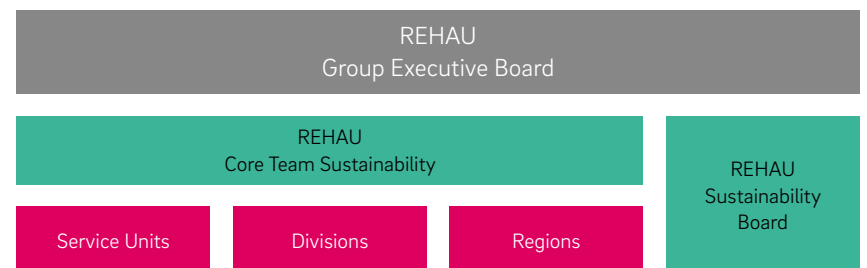 REHAU
Group Executive Board
REHAU
Core Team Sustainability
REHAU
Sustainability
Board
Service Units
Divisions
Regions